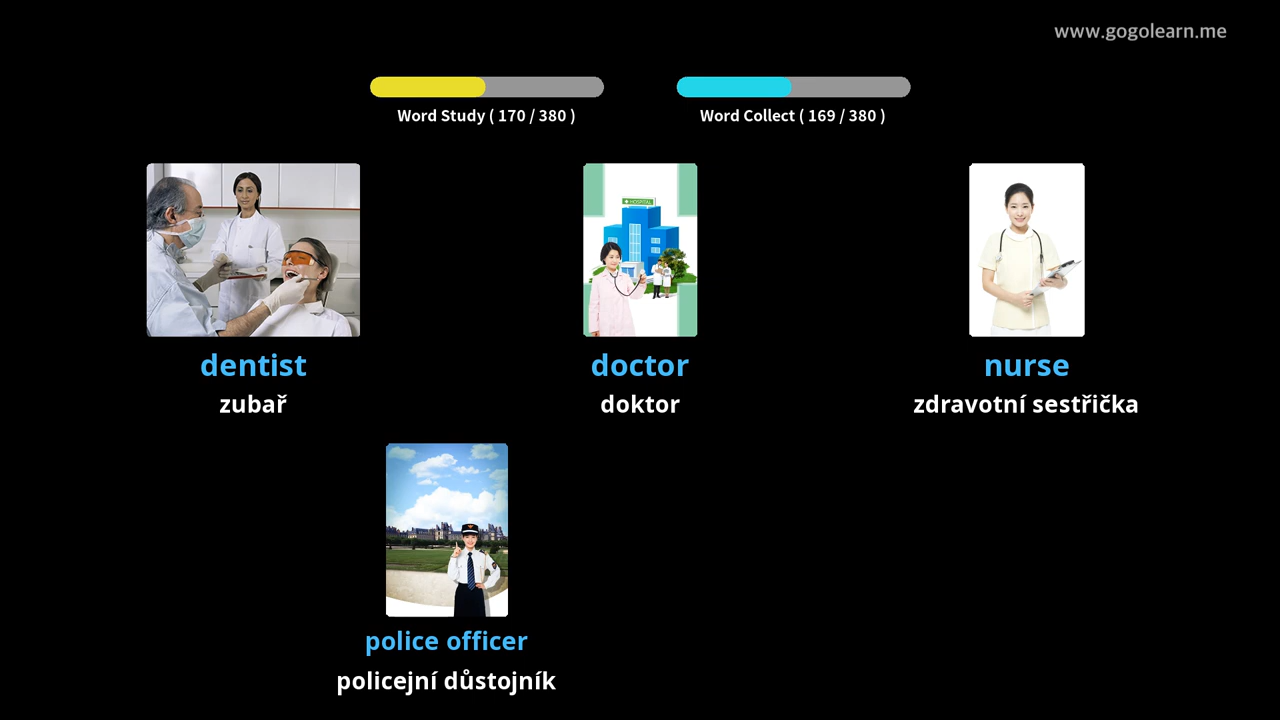 www.gogolearn.me
Word Study ( 170 / 380 )
Word Collect ( 169 / 380 )
HOSPITAL
dentist
zubař
doctor
doktor
nurse
zdravotní sestřička
police officer
policejní důstojník